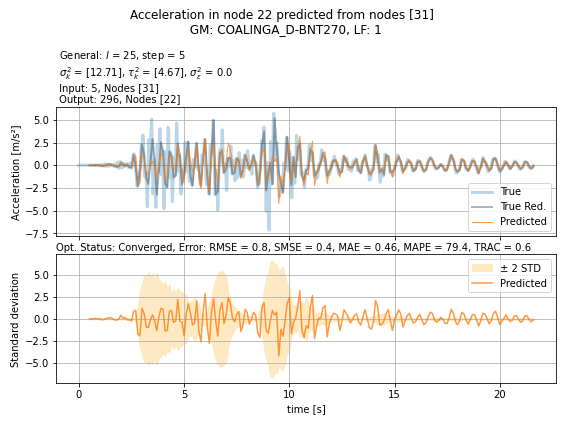 Acceleration in node 22 predicted from nodes [31]
GM: COALINGA_D-BNT270, LF: 1
General: l = 25, step = 5
σ²ₖ = [12.71], τ²ₖ = [4.67], σ²ε = 0.0
Input: 5, Nodes [31]
Output: 296, Nodes [22]
Acceleration [m/s²]
5.0
2.5
0.0
−2.5
−5.0
−7.5
True
True Red.
Predicted
Opt. Status: Converged, Error: RMSE = 0.8, SMSE = 0.4, MAE = 0.46, MAPE = 79.4, TRAC = 0.6
Standard deviation
5.0
2.5
0.0
−2.5
−5.0
± 2 STD
Predicted
0
5
10
15
20
time [s]